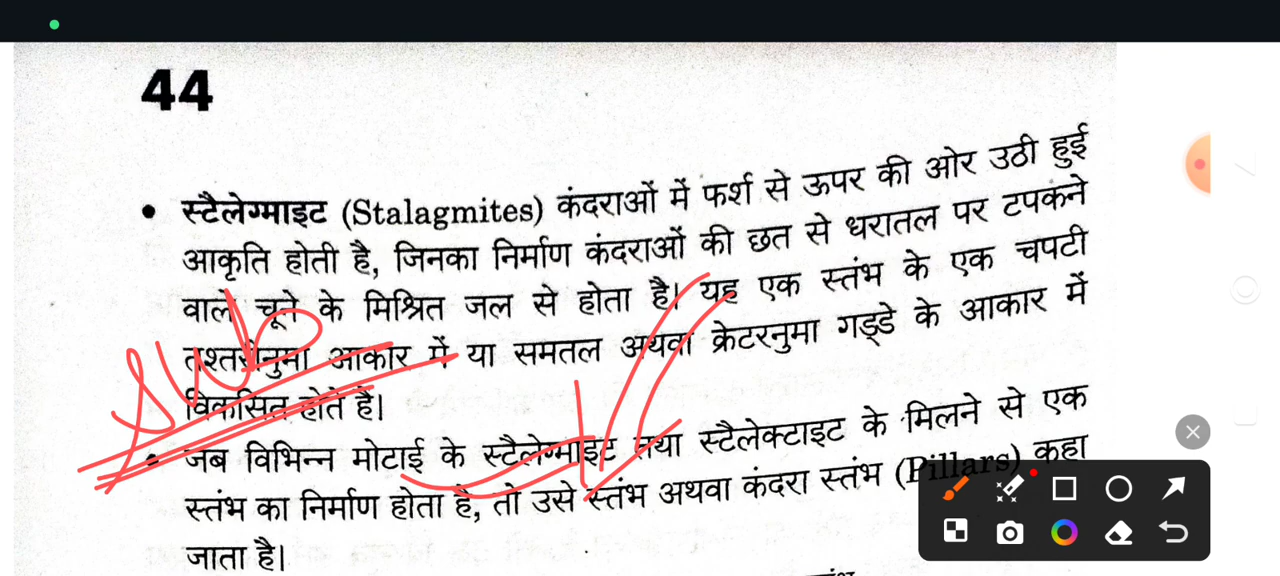 44
• स्टैलेग्माइट (Stalagmites) कंदराओं में फर्श से ऊपर की ओर उठी हुई
आकृति होती है, जिनका निर्माण कंदराओं की छत से धरातल पर टपकने
वाले चूने के मिश्रित जल से होता है। यह एक स्तंभ के एक चपटी
तश्तरीनुमा आकार में या समतल अथवा क्रेटरनुमा गड्डे के आकार में
विकसित होते हैं।
• जब विभिन्न मोटाई के स्टैलेग्माइट तथा स्टैलेक्टाइट के मिलने से एक
स्तंभ का निर्माण होता है, तो उसे स्तंभ अथवा कंदरा स्तंभ (Pillars) कहा
जाता है।